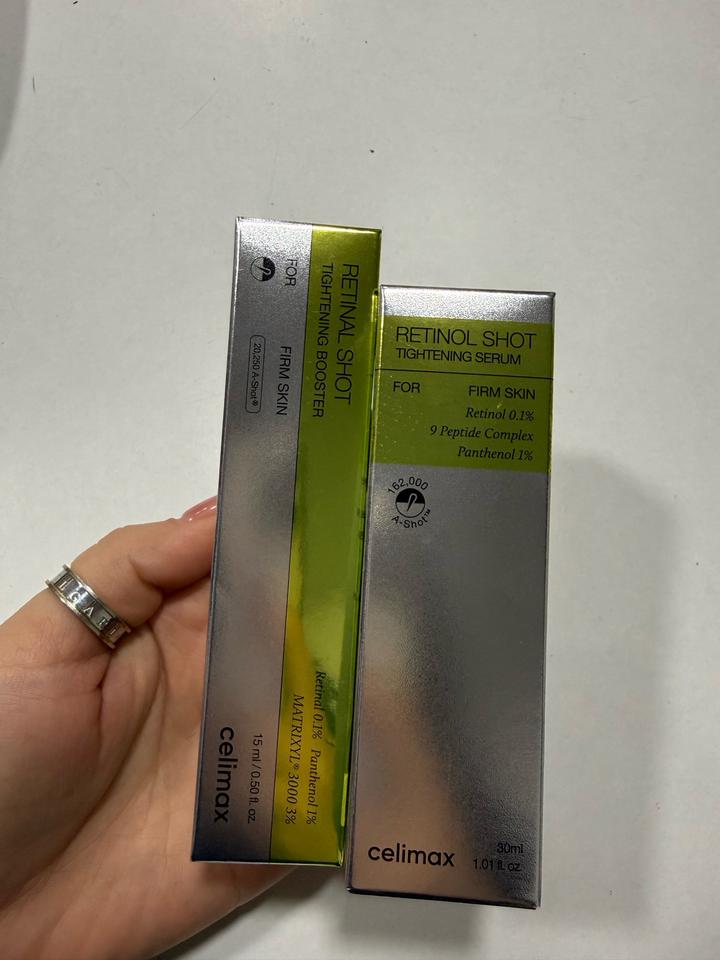 RETINAL SHOT
TIGHTENING BOOSTER
FOR FIRM SKIN
20,250 A-Shot®
Retinal 0.1% Panthenol 1%
MATRIXYL® 3000 3%
15 ml / 0.50 fl. oz.
celimax
RETINOL SHOT
TIGHTENING SERUM
FOR FIRM SKIN
Retinol 0.1%
9 Peptide Complex
Panthenol 1%
162,000
A-Shot™
celimax
30ml
1.01 fl. oz.